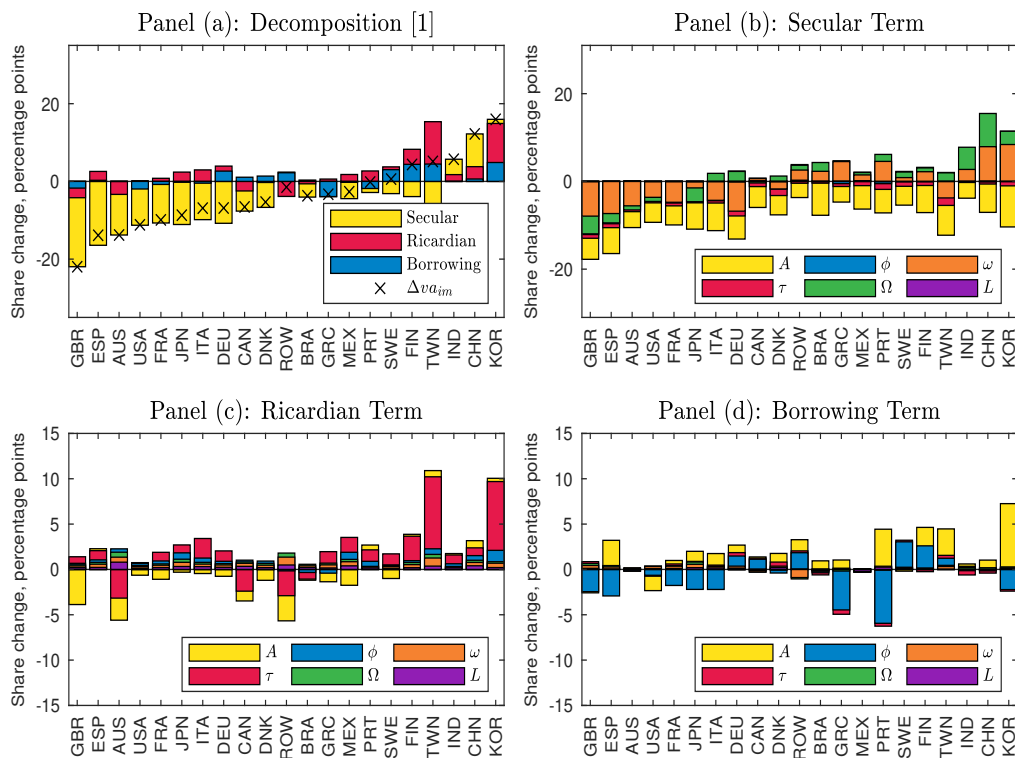 Panel (a): Decomposition [1]
Share change, percentage points
20
0
-20
Secular
Ricardian
Borrowing
Δva_im
GBR
ESP
AUS
USA
FRA
JPN
ITA
DEU
CAN
DNK
ROW
BRA
GRC
MEX
PRT
SWE
FIN
TWN
IND
CHN
KOR
Panel (b): Secular Term
Share change, percentage points
20
0
-20
A ϕ ω
τ Ω L
GBR
ESP
AUS
USA
FRA
JPN
ITA
DEU
CAN
DNK
ROW
BRA
GRC
MEX
PRT
SWE
FIN
TWN
IND
CHN
KOR
Panel (c): Ricardian Term
Share change, percentage points
15
10
5
0
-5
-10
-15
A ϕ ω
τ Ω L
GBR
ESP
AUS
USA
FRA
JPN
ITA
DEU
CAN
DNK
ROW
BRA
GRC
MEX
PRT
SWE
FIN
TWN
IND
CHN
KOR
Panel (d): Borrowing Term
Share change, percentage points
15
10
5
0
-5
-10
-15
A ϕ ω
τ Ω L
GBR
ESP
AUS
USA
FRA
JPN
ITA
DEU
CAN
DNK
ROW
BRA
GRC
MEX
PRT
SWE
FIN
TWN
IND
CHN
KOR